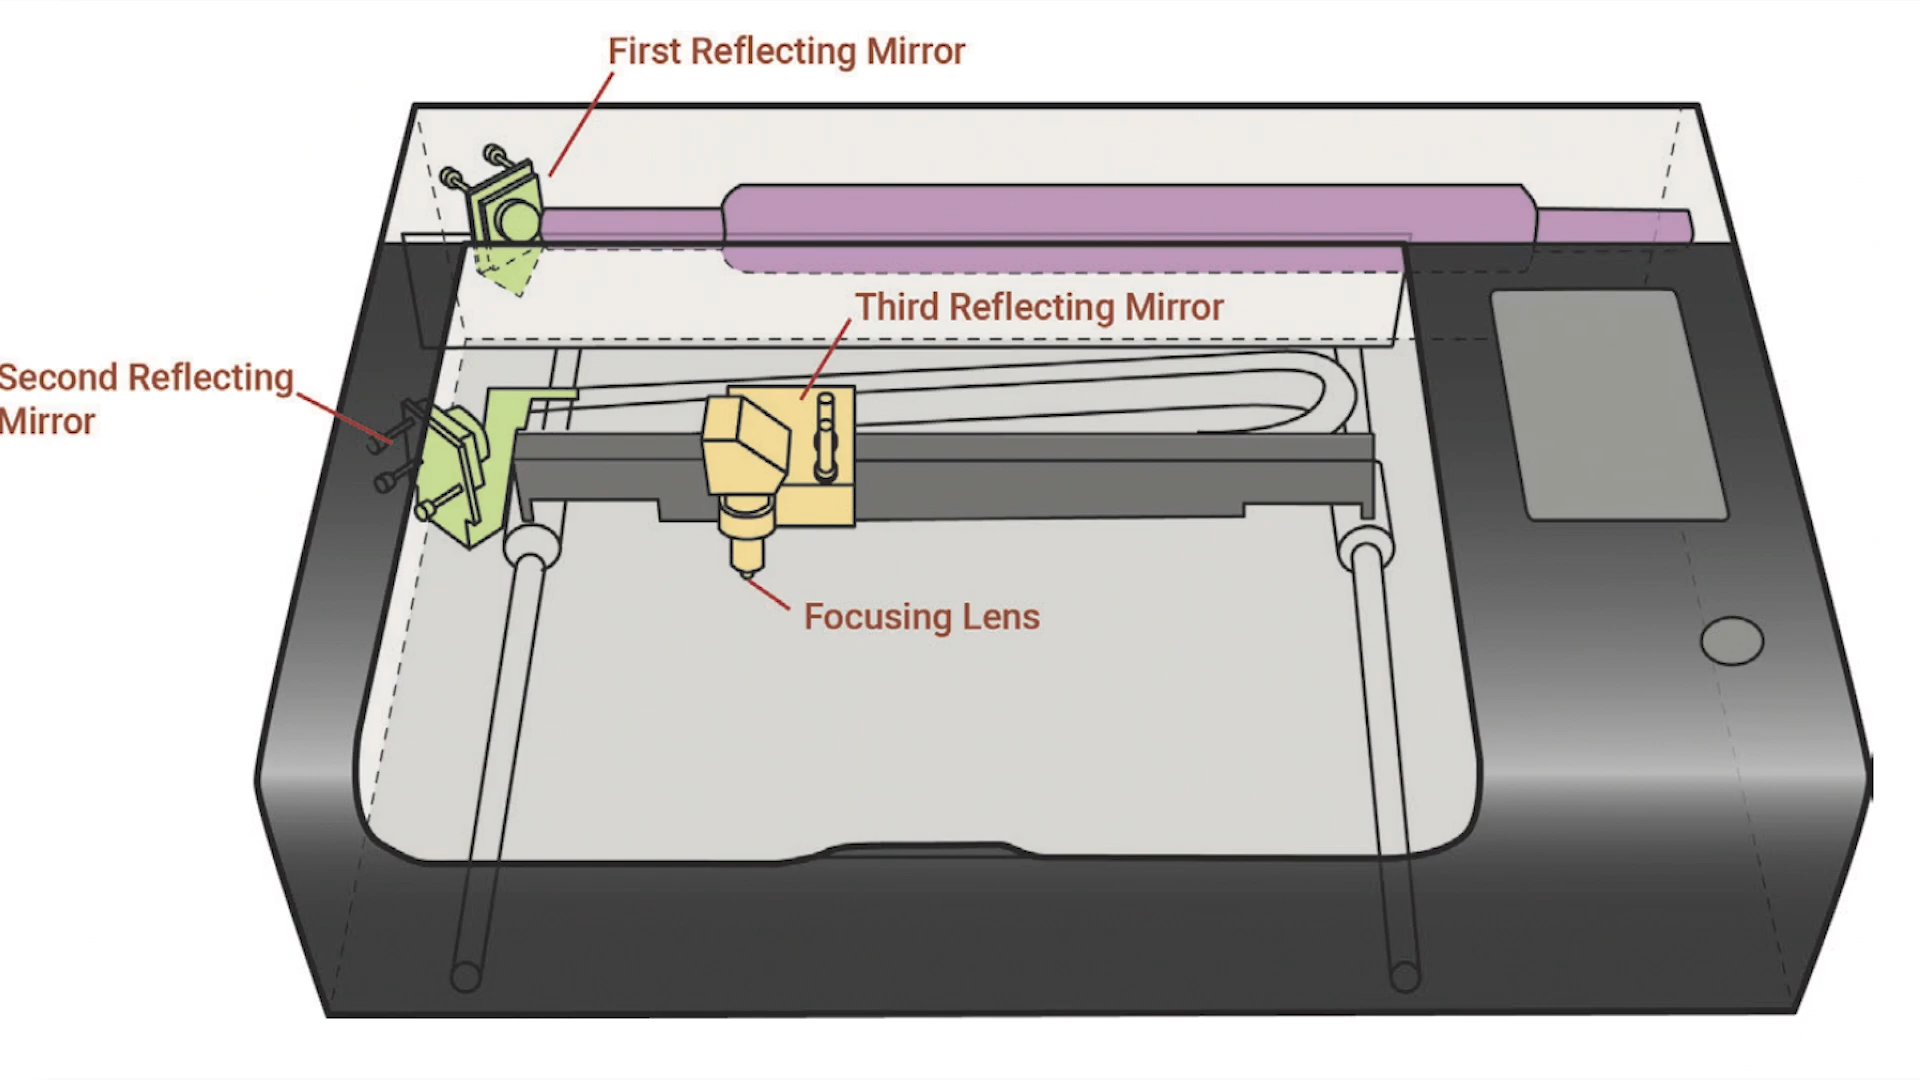 First Reflecting Mirror
Third Reflecting Mirror
Second Reflecting
Mirror
Focusing Lens